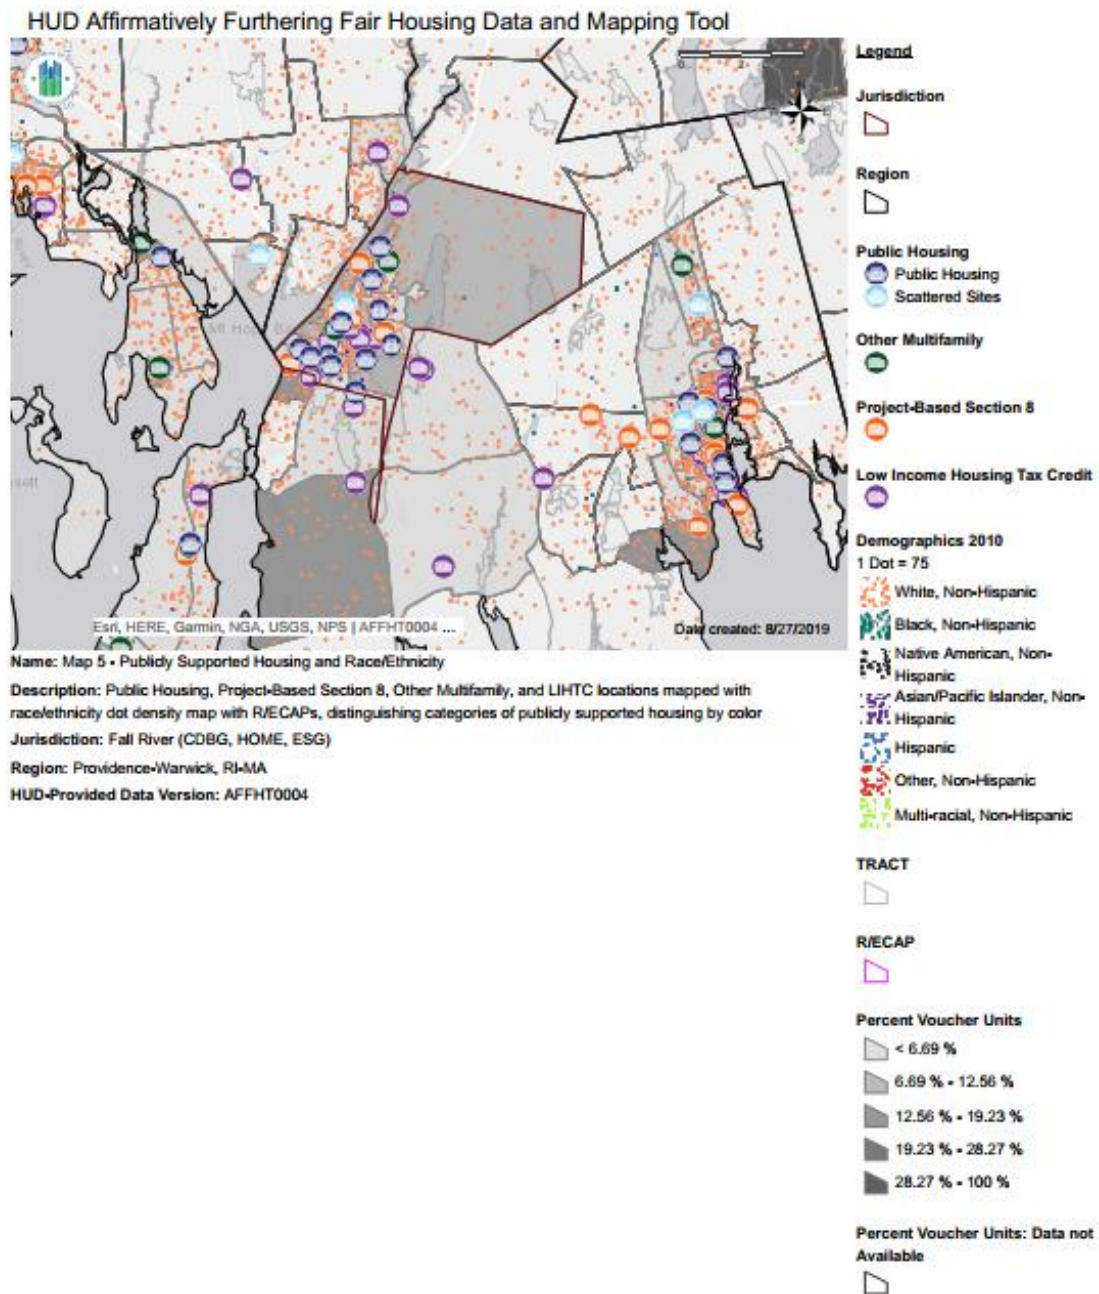 HUD Affirmatively Furthering Fair Housing Data and Mapping Tool
Esri, HERE, Garmin, NGA, USGS, NPS | AFFHT0004 ...
Date created: 8/27/2019
Name: Map 5 - Publicly Supported Housing and Race/Ethnicity
Description: Public Housing, Project-Based Section 8, Other Multifamily, and LIHTC locations mapped with
race/ethnicity dot density map with R/ECAPs, distinguishing categories of publicly supported housing by color
Jurisdiction: Fall River (CDBG, HOME, ESG)
Region: Providence-Warwick, RI-MA
HUD-Provided Data Version: AFFHT0004
Legend
Jurisdiction
Region
Public Housing
Public Housing
Scattered Sites
Other Multifamily
Project-Based Section 8
Low Income Housing Tax Credit
Demographics 2010
1 Dot = 75
White, Non-Hispanic
Black, Non-Hispanic
Native American, Non-
Hispanic
Asian/Pacific Islander, Non-
Hispanic
Hispanic
Other, Non-Hispanic
Multi-racial, Non-Hispanic
TRACT
R/ECAP
Percent Voucher Units
< 6.69 %
6.69 % - 12.56 %
12.56 % - 19.23 %
19.23 % - 28.27 %
28.27 % - 100 %
Percent Voucher Units: Data not
Available